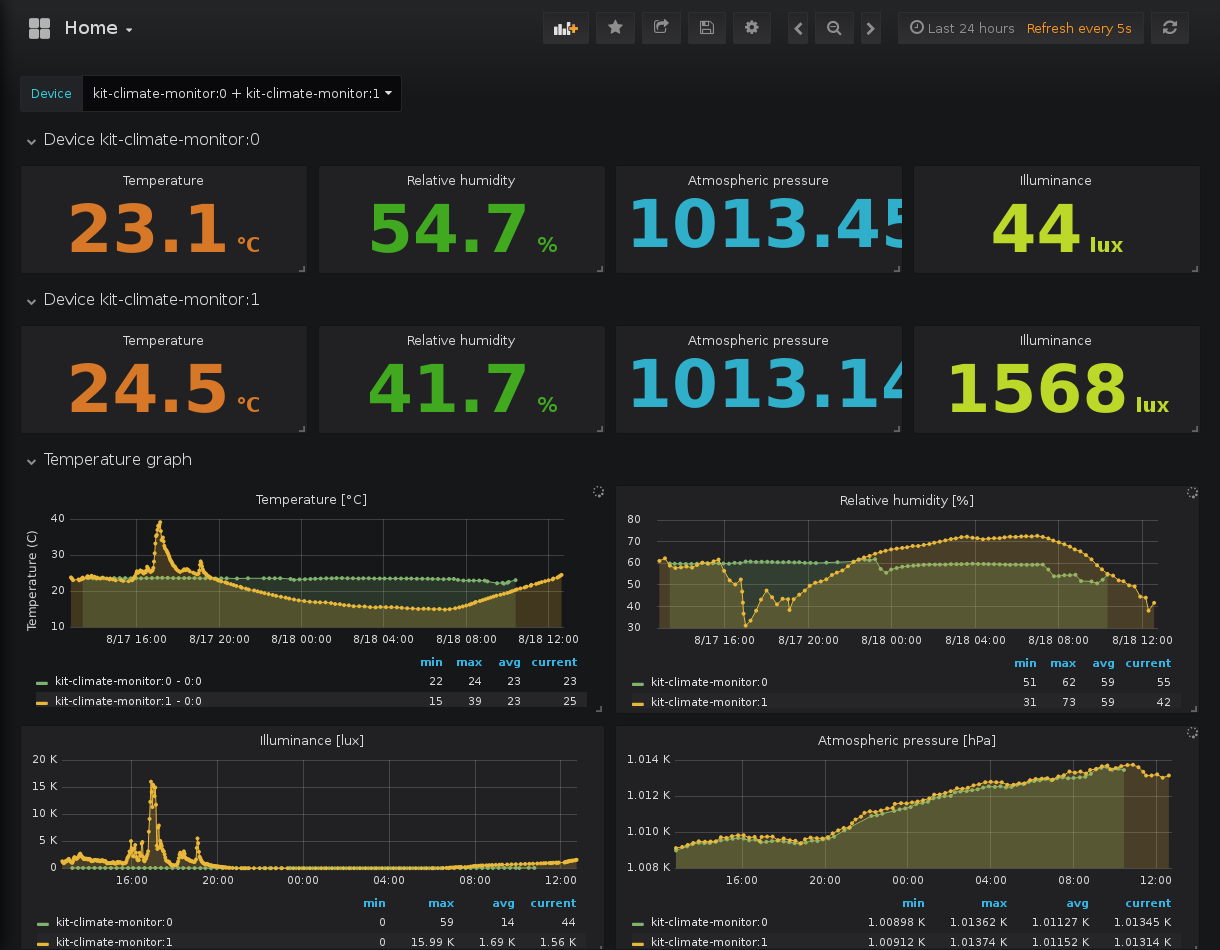 Home
Last 24 hours Refresh every 5s
Device kit-climate-monitor:0 + kit-climate-monitor:1
Device kit-climate-monitor:0
Temperature Relative humidity Atmospheric pressure Illuminance
23.1 °C 54.7 % 1013.45 44 lux
Device kit-climate-monitor:1
Temperature Relative humidity Atmospheric pressure Illuminance
24.5 °C 41.7 % 1013.14 1568 lux
Temperature graph
Temperature [°C]
Temperature (C)
40
30
20
10
8/17 16:00 8/17 20:00 8/18 00:00 8/18 04:00 8/18 08:00 8/18 12:00
min max avg current
kit-climate-monitor:0 - 0:0 22 24 23 23
kit-climate-monitor:1 - 0:0 15 39 23 25
Relative humidity [%]
80
70
60
50
40
30
8/17 16:00 8/17 20:00 8/18 00:00 8/18 04:00 8/18 08:00 8/18 12:00
min max avg current
kit-climate-monitor:0 51 62 59 55
kit-climate-monitor:1 31 73 59 42
Illuminance [lux]
20 K
15 K
10 K
5 K
0
16:00 20:00 00:00 04:00 08:00 12:00
min max avg current
kit-climate-monitor:0 0 59 14 44
kit-climate-monitor:1 0 15.99 K 1.69 K 1.56 K
Atmospheric pressure [hPa]
1.014 K
1.012 K
1.010 K
1.008 K
16:00 20:00 00:00 04:00 08:00 12:00
min max avg current
kit-climate-monitor:0 1.00898 K 1.01362 K 1.01127 K 1.01345 K
kit-climate-monitor:1 1.00912 K 1.01374 K 1.01152 K 1.01314 K